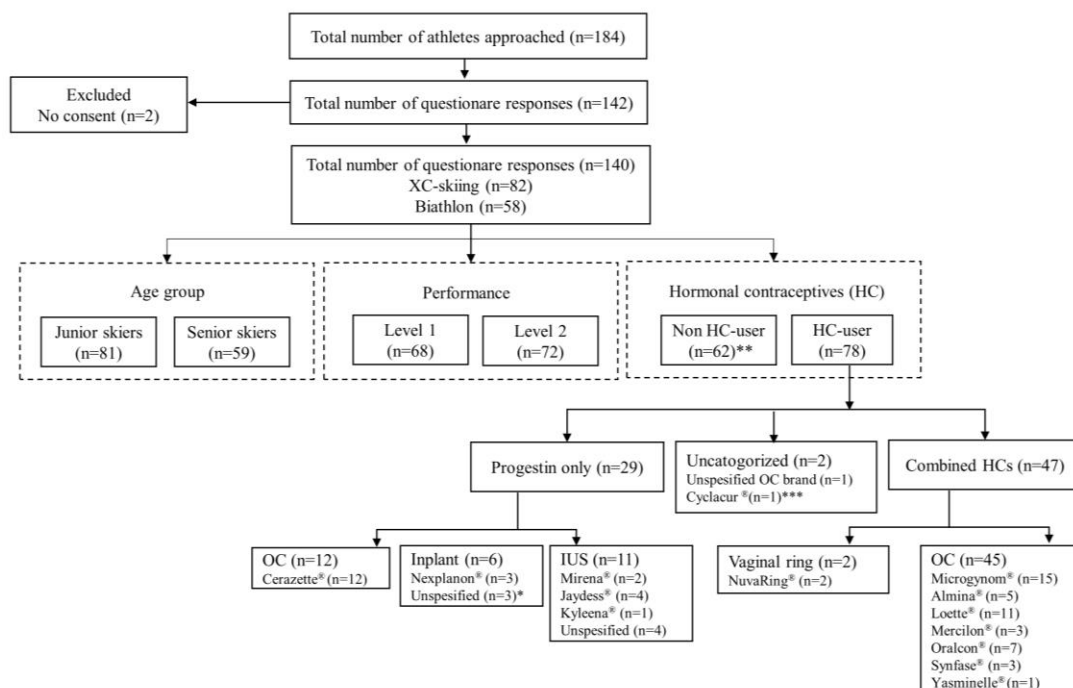 Total number of athletes approached (n=184)
Excluded
No consent (n=2)
Total number of questionare responses (n=142)
Total number of questionare responses (n=140)
XC-skiing (n=82)
Biathlon (n=58)
Age group
Junior skiers
(n=81)
Senior skiers
(n=59)
Performance
Level 1
(n=68)
Level 2
(n=72)
Hormonal contraceptives (HC)
Non HC-user
(n=62)**
HC-user
(n=78)
Progestin only (n=29)
Uncatogorized (n=2)
Unspesified OC brand (n=1)
Cyclacur ® (n=1)***
Combined HCs (n=47)
OC (n=12)
Cerazette® (n=12)
Inplant (n=6)
Nexplanon® (n=3)
Unspesified (n=3)*
IUS (n=11)
Mirena® (n=2)
Jaydess® (n=4)
Kyleena® (n=1)
Unspesified (n=4)
Vaginal ring (n=2)
NuvaRing® (n=2)
OC (n=45)
Microgynom® (n=15)
Almina® (n=5)
Loette® (n=11)
Mercilon® (n=3)
Oralcon® (n=7)
Synfase® (n=3)
Yasminelle® (n=1)